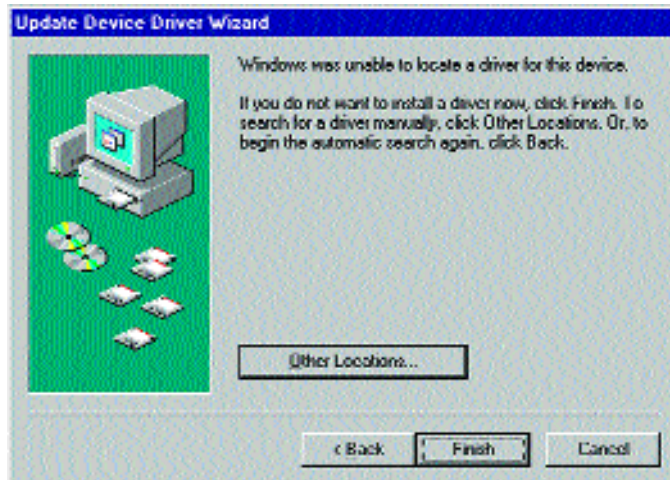 Update Device Driver Wizard
Windows was unable to locate a driver for this device.
If you do not want to install a driver now, click Finish. To
search for a driver manually, click Other Locations. Or, to
begin the automatic search again, click Back.
Other Locations...
< Back
Finish
Cancel